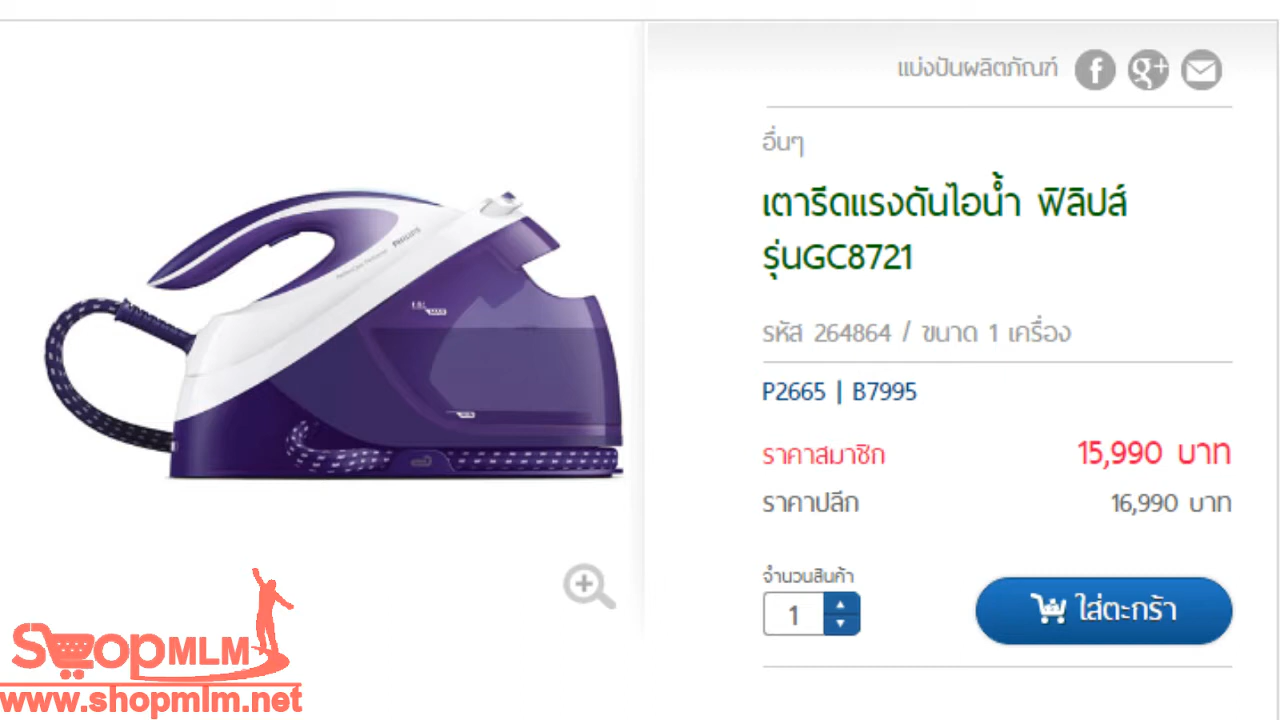 แบ่งปันผลิตภัณฑ์
อื่นๆ
เตารีดแรงดันไอน้ำ ฟิลิปส์
รุ่นGC8721
รหัส 264864 / ขนาด 1 เครื่อง
P2665 | B7995
ราคาสมาชิก 15,990 บาท
ราคาปลีก 16,990 บาท
จำนวนสินค้า
1
ใส่ตะกร้า
PHILIPS
SHOPMLM
www.shopmlm.net